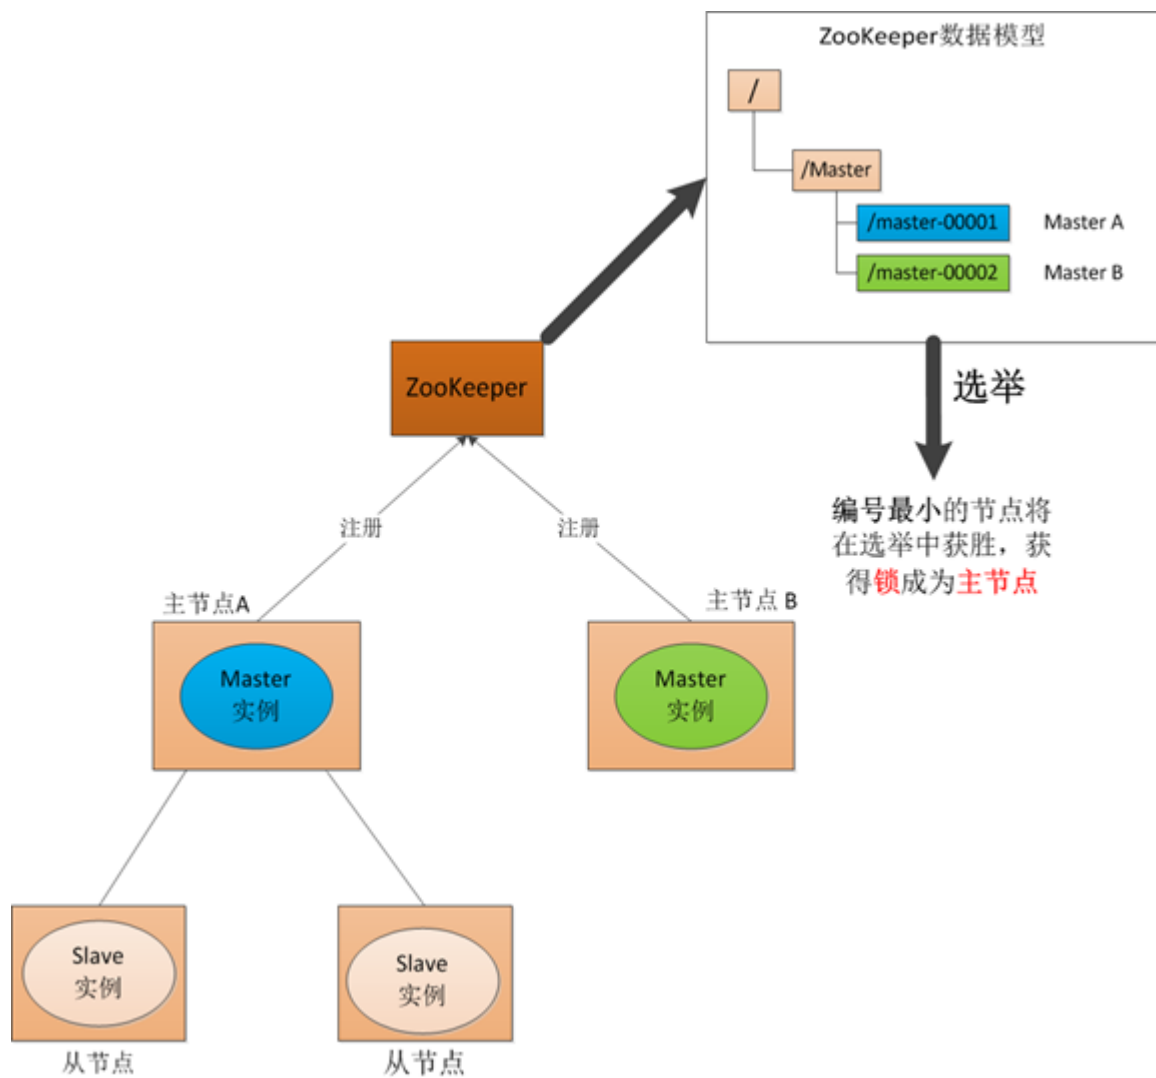 ZooKeeper数据模型
/
/Master
/master-00001
Master A
/master-00002
Master B
ZooKeeper
选举
编号最小的节点将
在选举中获胜，获
得锁成为主节点
注册
注册
主节点A
主节点 B
Master
实例
Master
实例
Slave
实例
Slave
实例
从节点
从节点